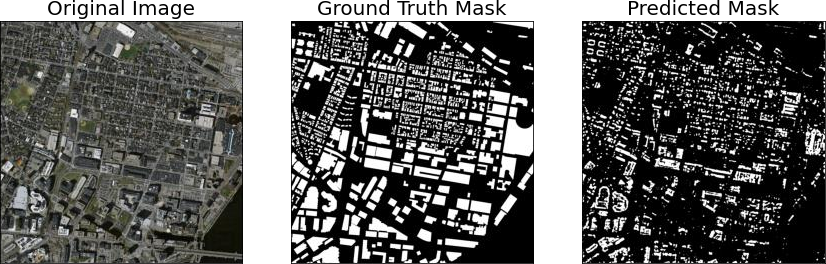 Original Image
Ground Truth Mask
Predicted Mask